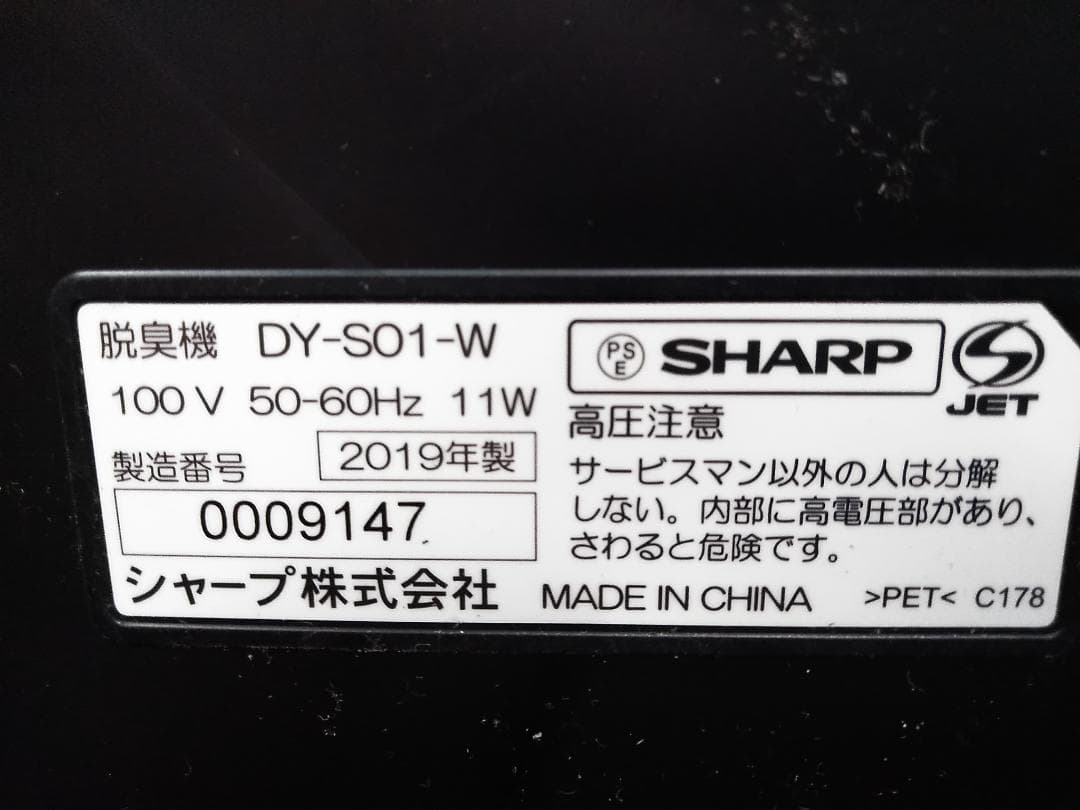 脱臭機 DY-S01-W
100V 50-60Hz 11W
製造番号 2019年製
0009147
シャープ株式会社
PSE SHARP
JET
高圧注意
サービスマン以外の人は分解
しない。内部に高電圧部があり、
さわると危険です。
MADE IN CHINA >PET< C178